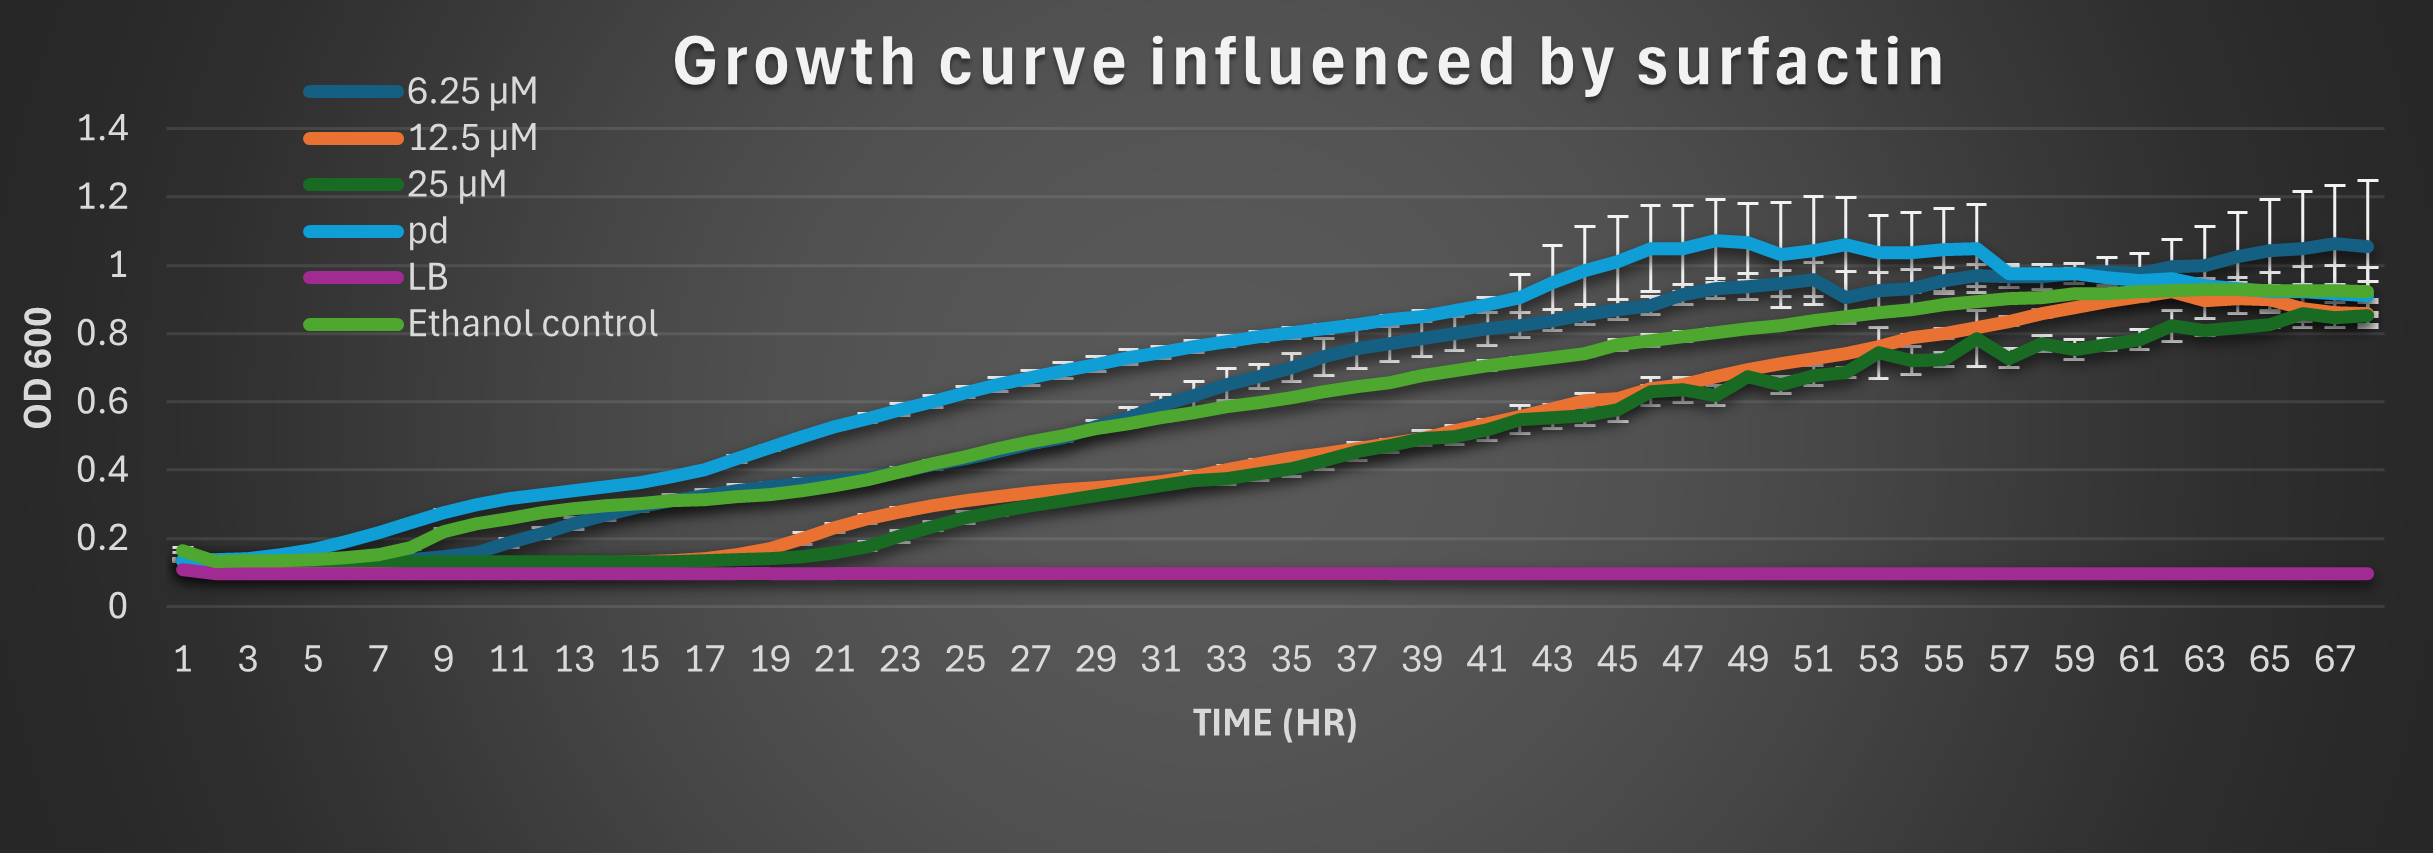 Growth curve influenced by surfactin
6.25 µM
12.5 µM
25 µM
pd
LB
Ethanol control
OD 600
1.4
1.2
1
0.8
0.6
0.4
0.2
0
1 3 5 7 9 11 13 15 17 19 21 23 25 27 29 31 33 35 37 39 41 43 45 47 49 51 53 55 57 59 61 63 65 67
TIME (HR)